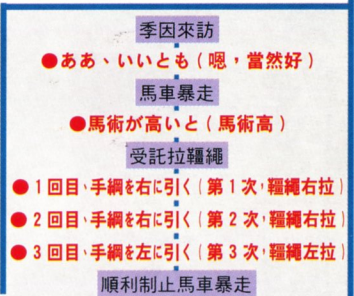 季因來訪
●ああ、いいとも(嗯,當然好)
馬車暴走
●馬術が高いと(馬術高)
受託拉韁繩
●1回目、手綱を右に引く(第1次,韁繩右拉)
●2回目、手綱を右に引く(第2次,韁繩右拉)
●3回目、手綱を左に引く(第3次,韁繩左拉)
順利制止馬車暴走